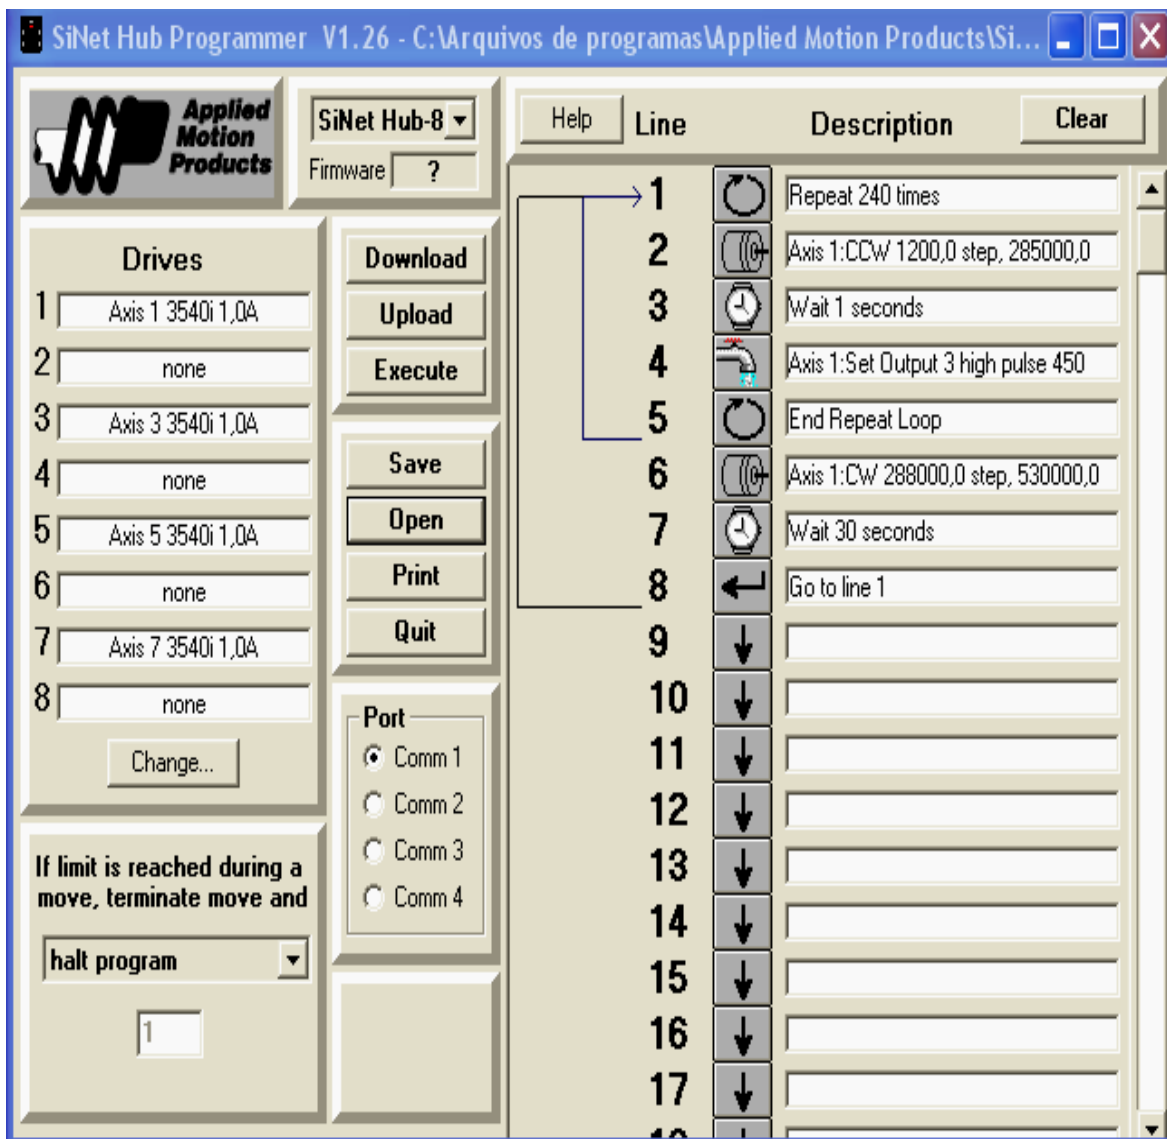 SiNet Hub Programmer V1.26 - C:\Arquivos de programas\Applied Motion Products\Si...
Applied
Motion
Products
SiNet Hub-8
Firmware ?
Help
Line
Description
Clear
Drives
1 Axis 1 3540i 1,0A
2 none
3 Axis 3 3540i 1,0A
4 none
5 Axis 5 3540i 1,0A
6 none
7 Axis 7 3540i 1,0A
8 none
Change...
If limit is reached during a
move, terminate move and
halt program
1
Download
Upload
Execute
Save
Open
Print
Quit
Port
Comm 1
Comm 2
Comm 3
Comm 4
1 Repeat 240 times
2 Axis 1:CCW 1200,0 step, 285000,0
3 Wait 1 seconds
4 Axis 1:Set Output 3 high pulse 450
5 End Repeat Loop
6 Axis 1:CW 288000,0 step, 530000,0
7 Wait 30 seconds
8 Go to line 1
9
10
11
12
13
14
15
16
17